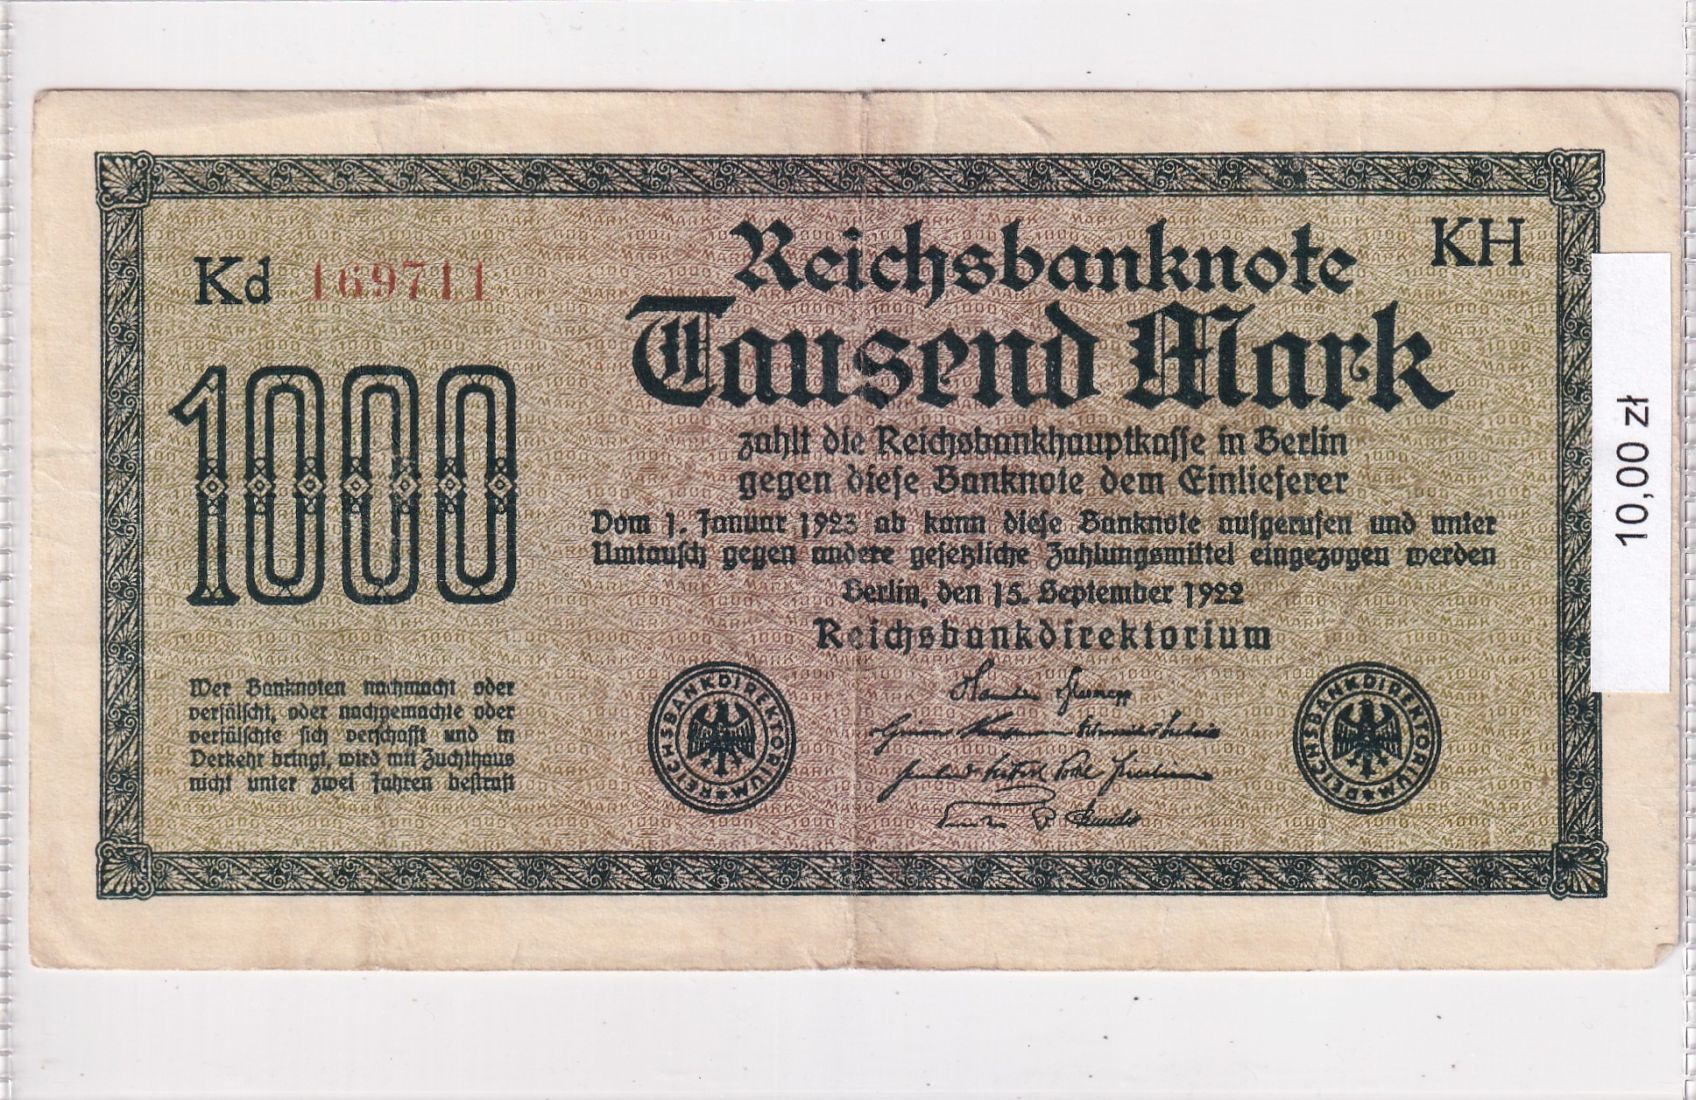 Reichsbanknote
KH
Kd 169711
Tausend Mark
1000
zahlt die Reichsbankhauptkasse in Berlin
gegen diese Banknote dem Einlieferer
Vom 1. Januar 1923 ab kann diese Banknote aufgerufen und unter
Umtausch gegen andere gesetzliche Zahlungsmittel eingezogen werden
Berlin, den 15. September 1922
Reichsbankdirektorium
Wer Banknoten nachmacht oder
verfälscht, oder nachgemachte oder
verfälschte sich verschafft und in
Verkehr bringt, wird mit Zuchthaus
nicht unter zwei Jahren bestraft
REICHSBANKDIREKTORIUM
REICHSBANKDIREKTORIUM
10,00 zł